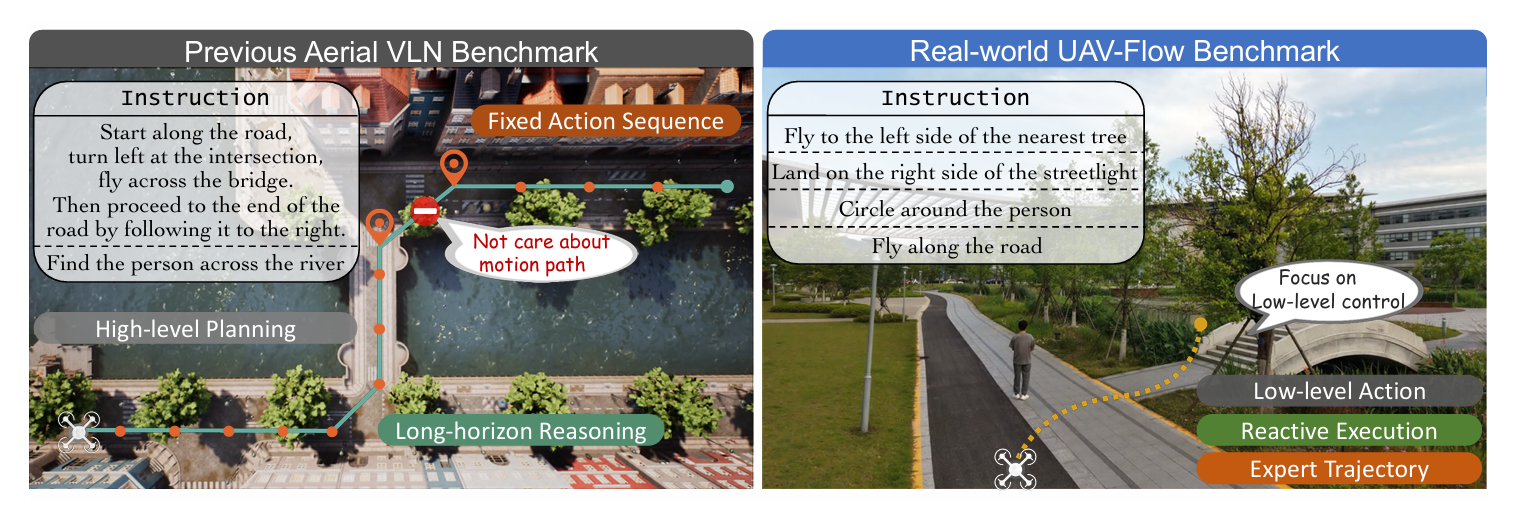 Previous Aerial VLN Benchmark
Instruction
Start along the road,
turn left at the intersection,
fly across the bridge.
Then proceed to the end of the
road by following it to the right.
Find the person across the river
Fixed Action Sequence
Not care about
motion path
High-level Planning
Long-horizon Reasoning
Real-world UAV-Flow Benchmark
Instruction
Fly to the left side of the nearest tree
Land on the right side of the streetlight
Circle around the person
Fly along the road
Focus on
Low-level control
Low-level Action
Reactive Execution
Expert Trajectory